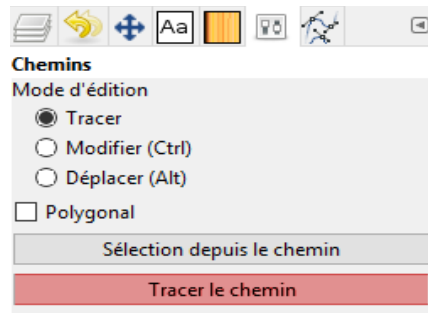 Aa
Chemins
Mode d'édition
Tracer
Modifier (Ctrl)
Déplacer (Alt)
Polygonal
Sélection depuis le chemin
Tracer le chemin